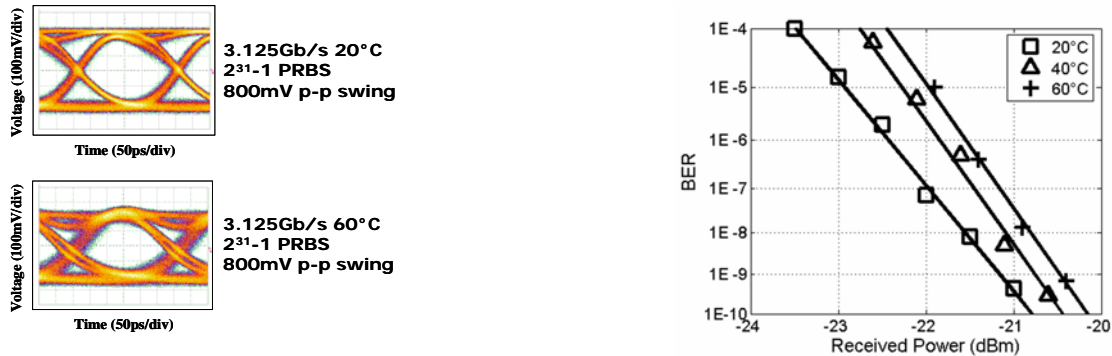 Voltage (100mV/div)
3.125Gb/s 20°C
2³¹-1 PRBS
800mV p-p swing
Time (50ps/div)
Voltage (100mV/div)
3.125Gb/s 60°C
2³¹-1 PRBS
800mV p-p swing
Time (50ps/div)
BER
1E-4
1E-5
1E-6
1E-7
1E-8
1E-9
1E-10
20°C
40°C
60°C
-24 -23 -22 -21 -20
Received Power (dBm)